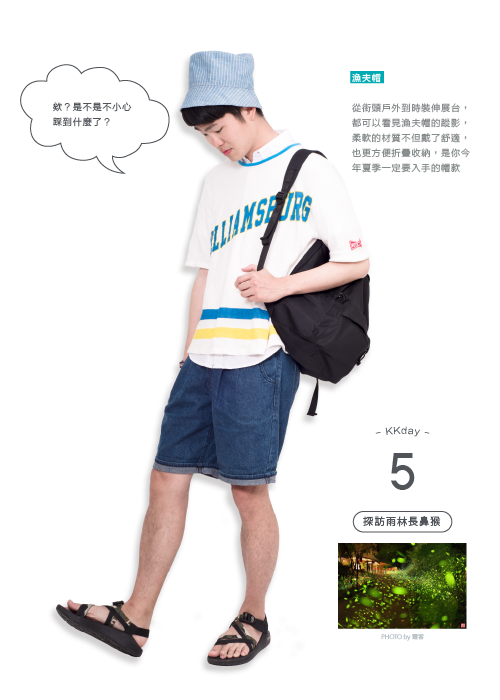 欸？是不是不小心
踩到什麼了？
漁夫帽
從街頭戶外到時裝伸展台，
都可以看見漁夫帽的蹤影，
柔軟的材質不但戴了舒適，
也更方便折疊收納，是你今
年夏季一定要入手的帽款
LLIAMSBURG
~ KKday ~
5
探訪雨林長鼻猴